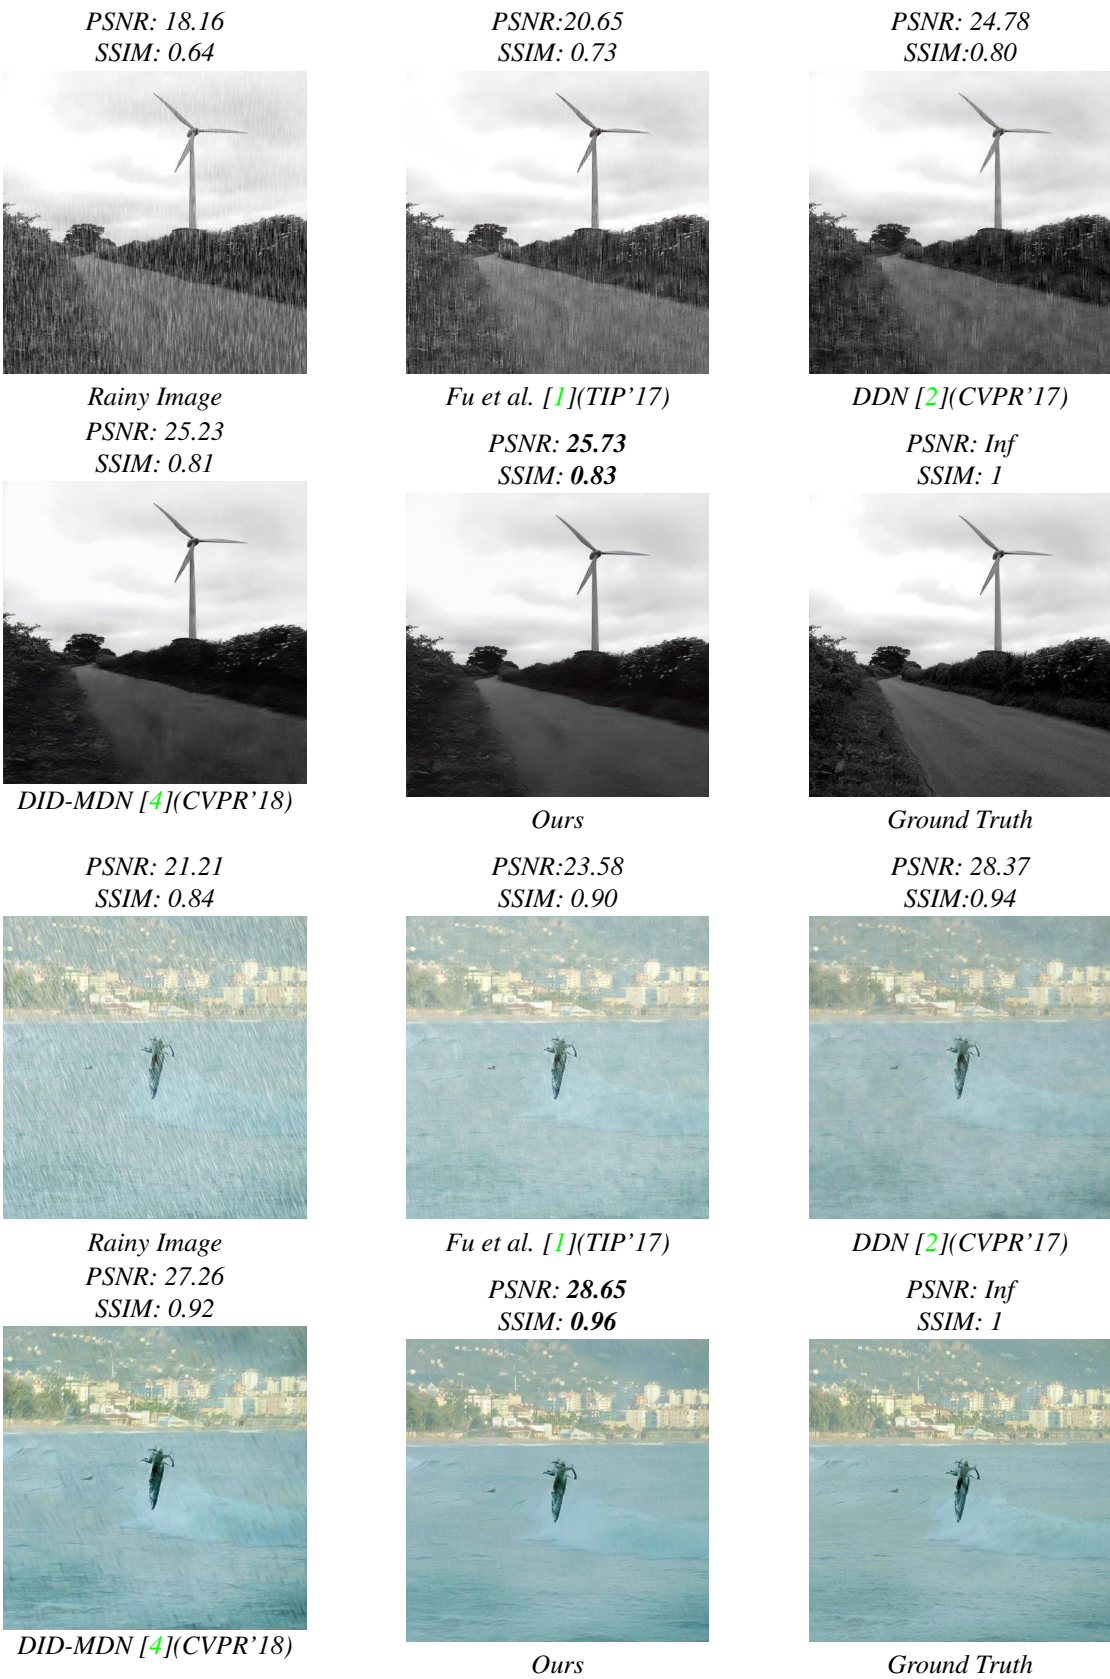 PSNR: 18.16
SSIM: 0.64
PSNR:20.65
SSIM: 0.73
PSNR: 24.78
SSIM:0.80
Rainy Image
Fu et al. [1](TIP'17)
DDN [2](CVPR'17)
PSNR: 25.23
SSIM: 0.81
PSNR: 25.73
SSIM: 0.83
PSNR: Inf
SSIM: 1
DID-MDN [4](CVPR'18)
Ours
Ground Truth
PSNR: 21.21
SSIM: 0.84
PSNR:23.58
SSIM: 0.90
PSNR: 28.37
SSIM:0.94
Rainy Image
Fu et al. [1](TIP'17)
DDN [2](CVPR'17)
PSNR: 27.26
SSIM: 0.92
PSNR: 28.65
SSIM: 0.96
PSNR: Inf
SSIM: 1
DID-MDN [4](CVPR'18)
Ours
Ground Truth